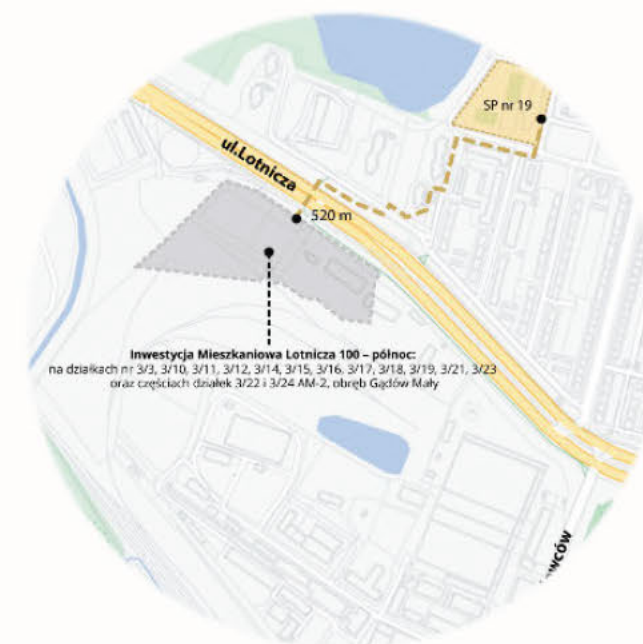 SP nr 19
ul.Lotnicza
520 m
Inwestycja Mieszkaniowa Lotnicza 100 – północ:
na działkach nr 3/3, 3/10, 3/11, 3/12, 3/14, 3/15, 3/16. 3/17, 3/18, 3/19, 3/21, 3/23
oraz częściach działek 3/22 i 3/24 AM-2, obręb Gądów Mały